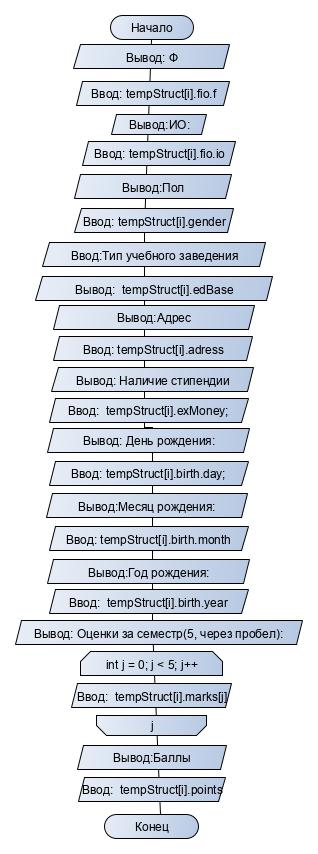 Начало
Вывод: Ф
Ввод: tempStruct[i].fio.f
Вывод:ИО:
Ввод: tempStruct[i].fio.io
Вывод:Пол
Ввод: tempStruct[i].gender
Ввод:Тип учебного заведения
Вывод: tempStruct[i].edBase
Вывод:Адрес
Ввод: tempStruct[i].adress
Вывод: Наличие стипендии
Ввод: tempStruct[i].exMoney;
Вывод: День рождения:
Ввод: tempStruct[i].birth.day;
Вывод:Месяц рождения:
Ввод: tempStruct[i].birth.month
Вывод:Год рождения:
Ввод: tempStruct[i].birth.year
Вывод: Оценки за семестр(5, через пробел):
int j = 0; j < 5; j++
Ввод: tempStruct[i].marks[j]
j
Вывод:Баллы
Ввод: tempStruct[i].points
Конец